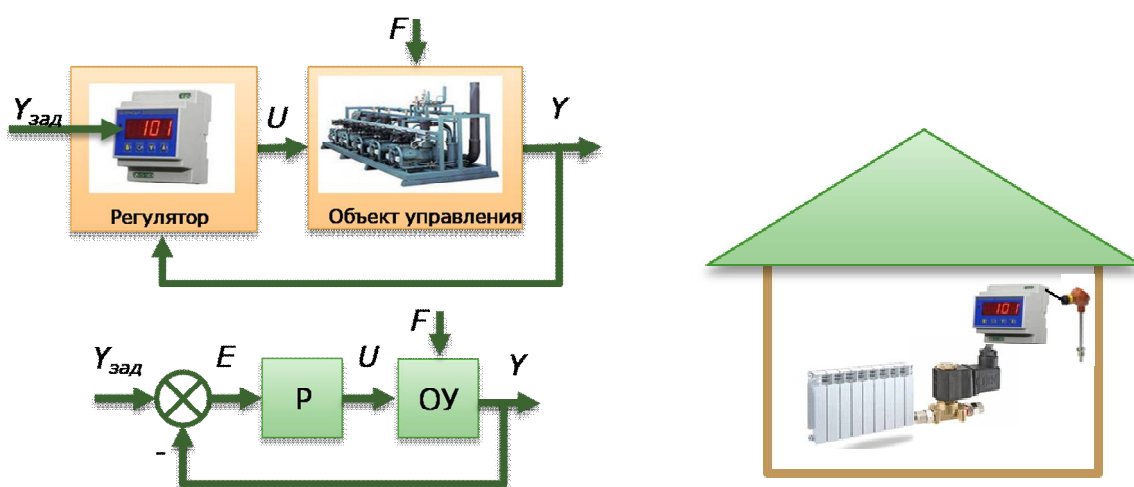 F
Yзад
U
Y
101
Регулятор
Объект управления
F
Yзад
E
U
Y
Р
ОУ
-
101